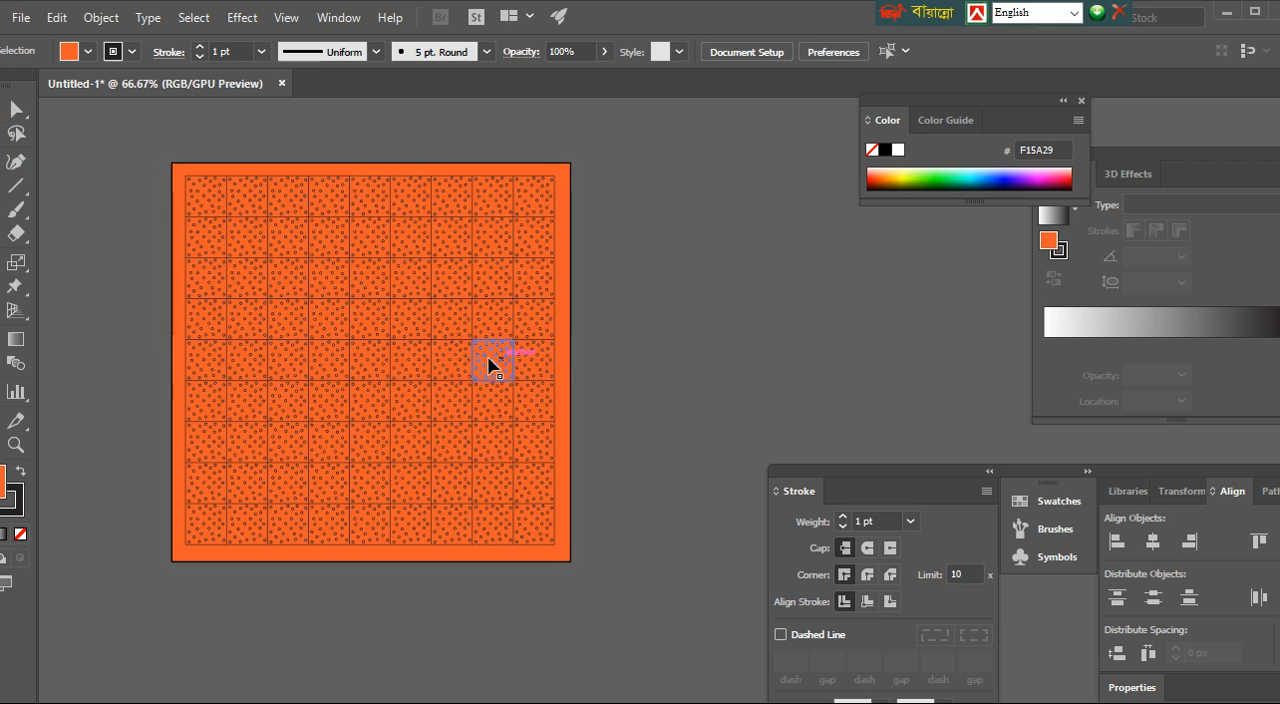 File Edit Object Type Select Effect View Window Help Br St বায়ান্নো English Stock
Selection Stroke: 1 pt Uniform 5 pt. Round Opacity: 100% Style: Document Setup Preferences
Untitled-1* @ 66.67% (RGB/GPU Preview)
Color Color Guide
# F15A29
3D Effects
Type:
Stroke:
Opacity:
Location:
Stroke
Weight: 1 pt
Cap:
Corner: Limit: 10 x
Align Stroke:
Dashed Line
dash gap dash gap dash gap
Swatches
Brushes
Symbols
Libraries Transform Align Path
Align Objects:
Distribute Objects:
Distribute Spacing:
0 px
Properties